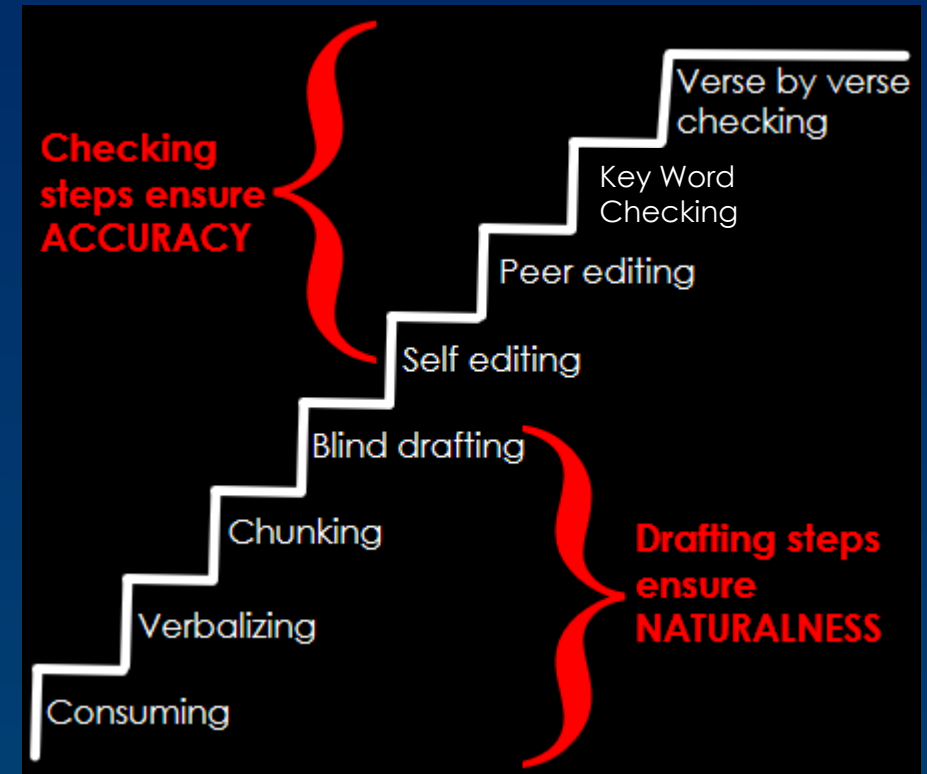 Verse by verse
checking
Checking
steps ensure
ACCURACY
Key Word
Checking
Peer editing
Self editing
Blind drafting
Chunking
Drafting steps
ensure
NATURALNESS
Verbalizing
Consuming